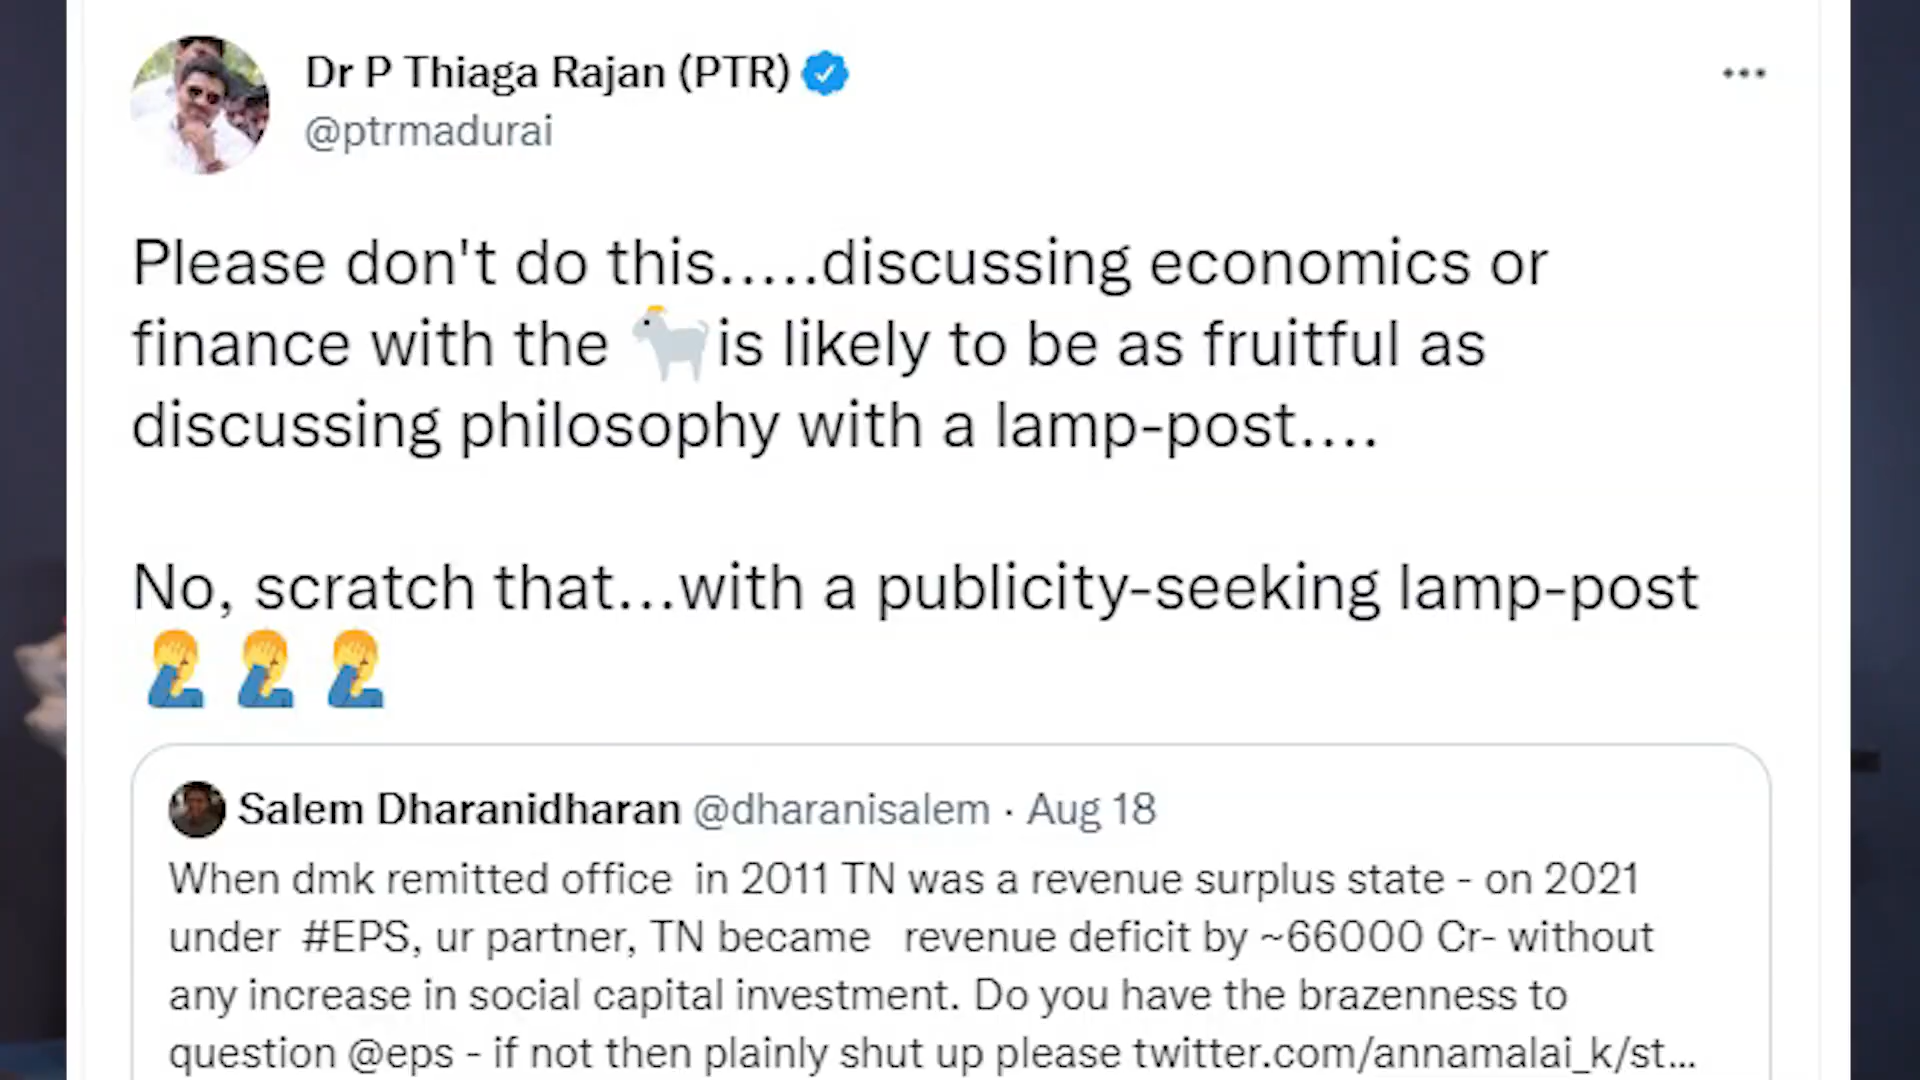 Dr P Thiaga Rajan (PTR)
@ptrmadurai
Please don't do this.....discussing economics or
finance with the 🐐is likely to be as fruitful as
discussing philosophy with a lamp-post....
No, scratch that...with a publicity-seeking lamp-post
🤦‍♂️ 🤦‍♂️ 🤦‍♂️
Salem Dharanidharan @dharanisalem · Aug 18
When dmk remitted office in 2011 TN was a revenue surplus state - on 2021
under #EPS, ur partner, TN became revenue deficit by ~66000 Cr- without
any increase in social capital investment. Do you have the brazenness to
question @eps - if not then plainly shut up please twitter.com/annamalai_k/st...